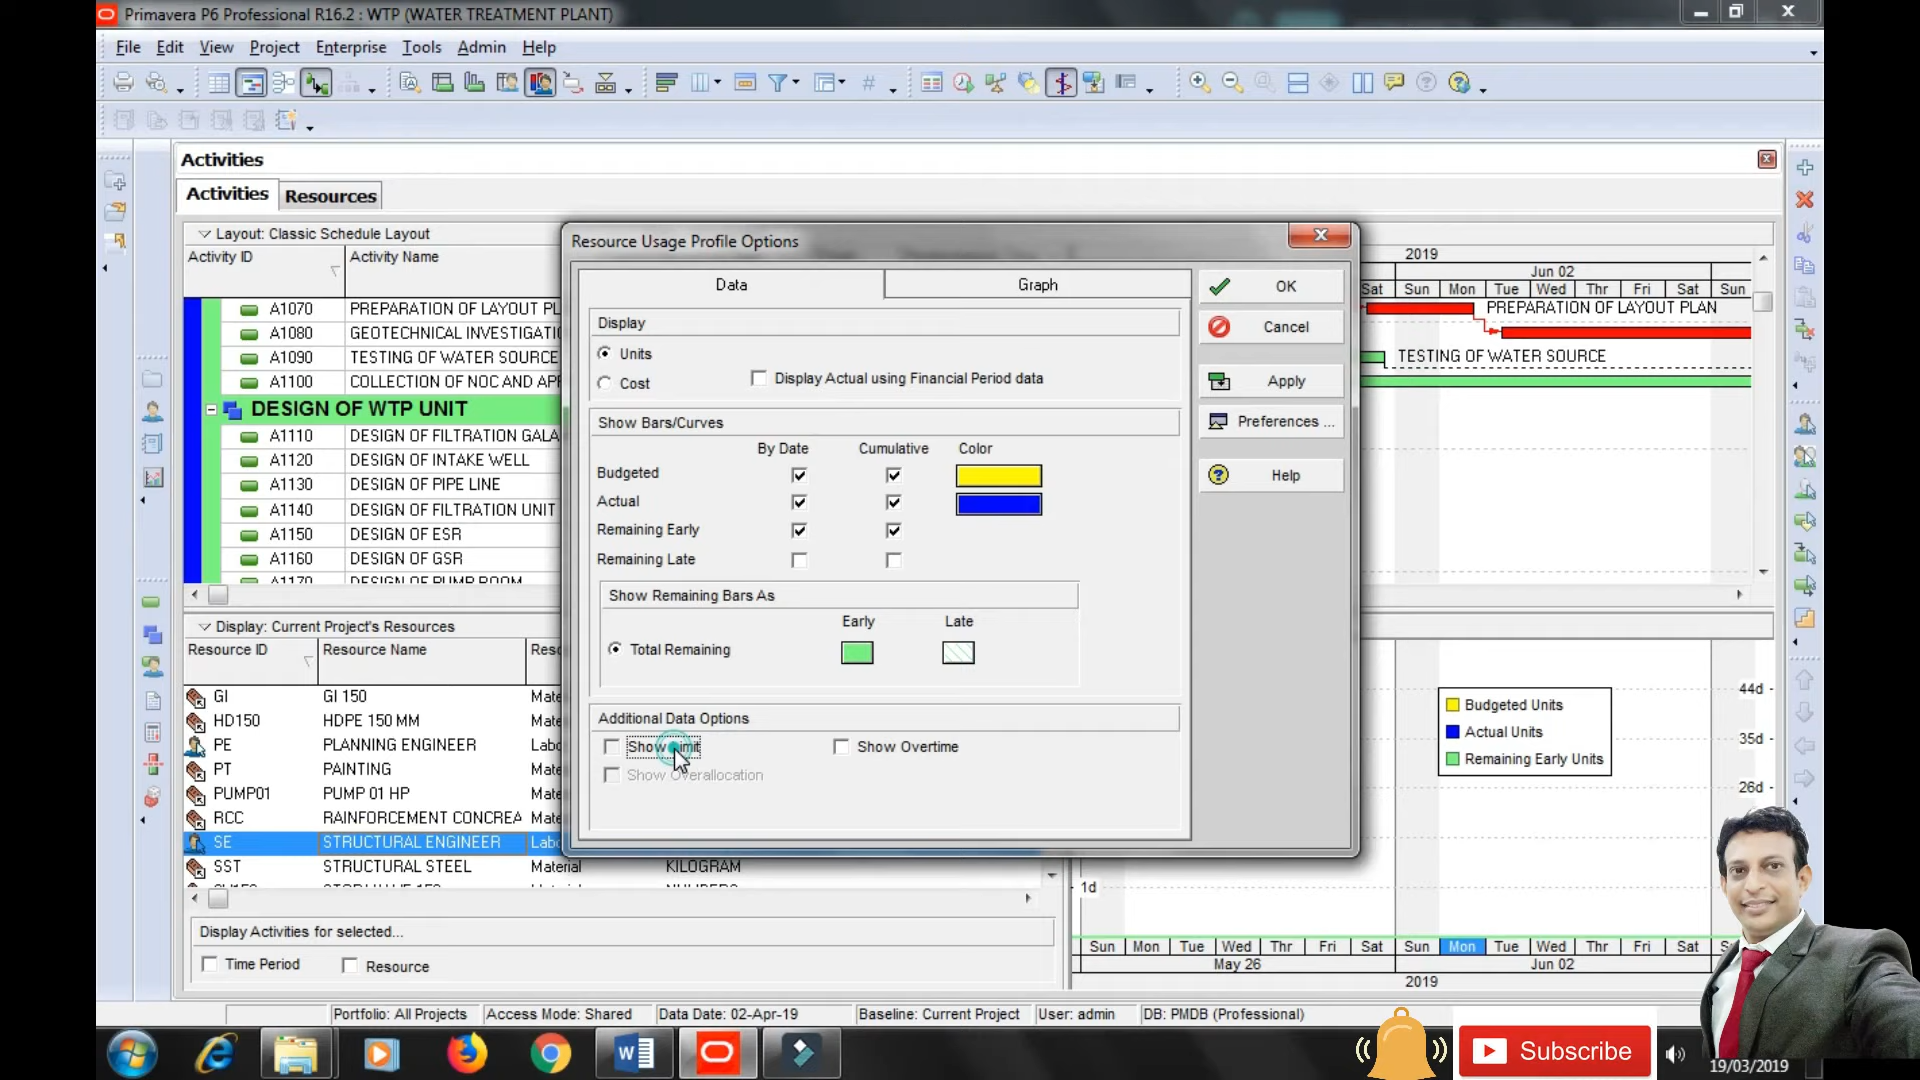 Primavera P6 Professional R16.2 : WTP (WATER TREATMENT PLANT)
File Edit View Project Enterprise Tools Admin Help
Activities
Activities Resources
Layout: Classic Schedule Layout
Activity ID Activity Name
2019
Jun 02
Sat Sun Mon Tue Wed Thr Fri Sat Sun
A1070 PREPARATION OF LAYOUT PL
PREPARATION OF LAYOUT PLAN
A1080 GEOTECHNICAL INVESTIGATIO
A1090 TESTING OF WATER SOURCE
TESTING OF WATER SOURCE
A1100 COLLECTION OF NOC AND APP
DESIGN OF WTP UNIT
A1110 DESIGN OF FILTRATION GALA
A1120 DESIGN OF INTAKE WELL
A1130 DESIGN OF PIPE LINE
A1140 DESIGN OF FILTRATION UNIT
A1150 DESIGN OF ESR
A1160 DESIGN OF GSR
A1170 DESIGN OF PUMP ROOM
Resource Usage Profile Options
Data Graph
OK
Cancel
Apply
Preferences ...
Help
Display
Units
Cost
Display Actual using Financial Period data
Show Bars/Curves
By Date Cumulative Color
Budgeted
Actual
Remaining Early
Remaining Late
Show Remaining Bars As
Early Late
Total Remaining
Additional Data Options
Show Limit Show Overtime
Show Overallocation
Display: Current Project's Resources
Resource ID Resource Name Reso
GI GI 150 Mate
HD150 HDPE 150 MM Mate
PE PLANNING ENGINEER Labo
PT PAINTING Mate
PUMP01 PUMP 01 HP Mate
RCC RAINFORCEMENT CONCREA Mate
SE STRUCTURAL ENGINEER Labo
SST STRUCTURAL STEEL Material KILOGRAM
Display Activities for selected...
Time Period Resource
44d
35d
26d
1d
Budgeted Units
Actual Units
Remaining Early Units
Sun Mon Tue Wed Thr Fri Sat Sun Mon Tue Wed Thr Fri Sat
May 26 Jun 02
2019
Portfolio: All Projects Access Mode: Shared Data Date: 02-Apr-19 Baseline: Current Project User: admin DB: PMDB (Professional)
Subscribe
19/03/2019